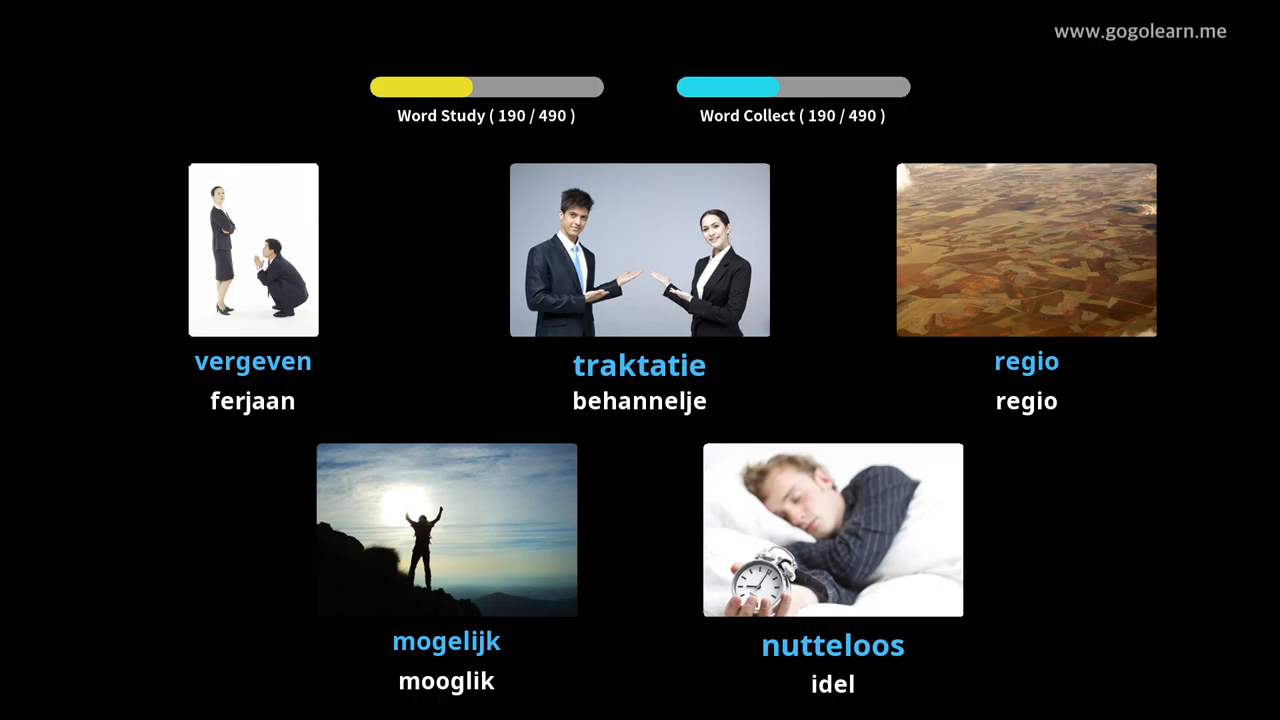 www.gogolearn.me
Word Study ( 190 / 490 )
Word Collect ( 190 / 490 )
vergeven
ferjaan
traktatie
behannelje
regio
regio
mogelijk
mooglik
nutteloos
idel